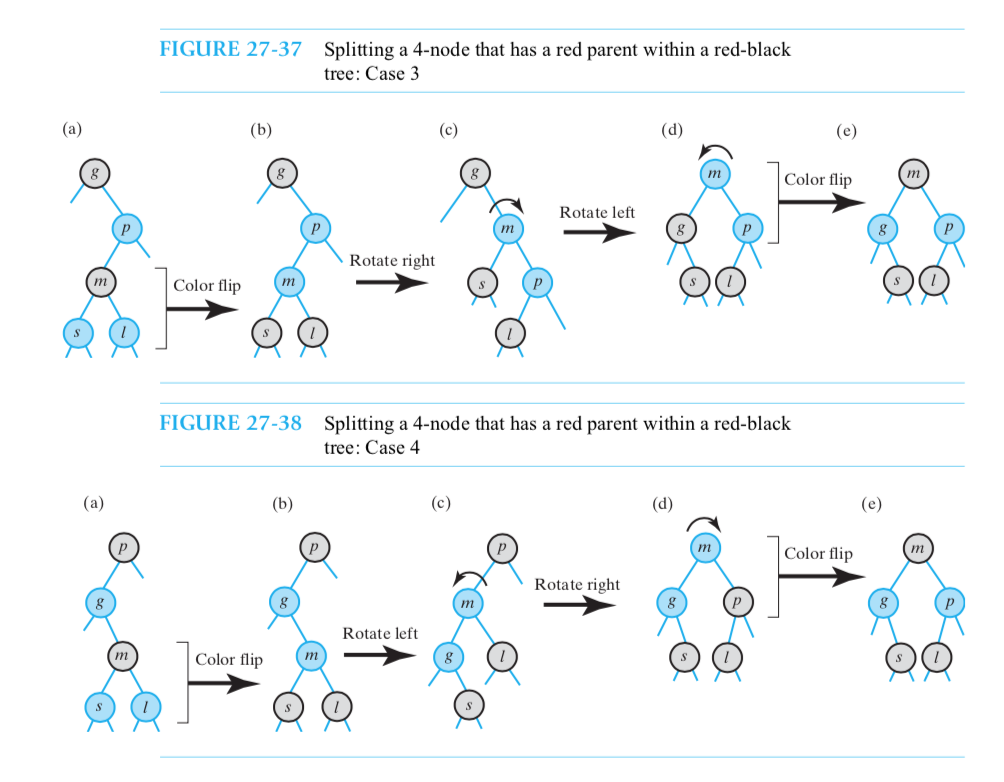 FIGURE 27-37 Splitting a 4-node that has a red parent within a red-black
tree: Case 3
(a) (b) (c) (d) (e)
g g g m m
p p m g p g p
m m s p s l s l
s l s l l
Color flip
Rotate right
Rotate left
Color flip
FIGURE 27-38 Splitting a 4-node that has a red parent within a red-black
tree: Case 4
(a) (b) (c) (d) (e)
p p p m m
g g m g p g p
m m g l s l s l
s l s l s
Color flip
Rotate left
Rotate right
Color flip